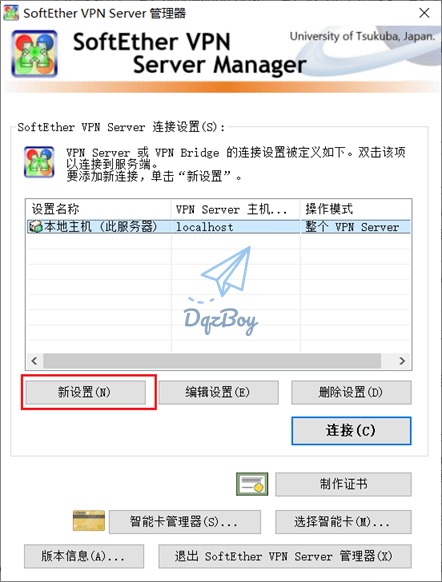 SoftEther VPN Server 管理器
SoftEther VPN
Server Manager
University of Tsukuba, Japan.
SoftEther VPN Server 连接设置(S):
VPN Server 或 VPN Bridge 的连接设置被定义如下。双击该项
以连接到服务端。
要添加新连接，单击“新设置”。
设置名称 VPN Server 主机... 操作模式
本地主机 (此服务器) localhost 整个 VPN Server
DqzBoy
新设置(N) 编辑设置(E) 删除设置(D)
连接(C)
制作证书
智能卡管理器(S)... 选择智能卡(M)...
版本信息(A)... 退出 SoftEther VPN Server 管理器(X)